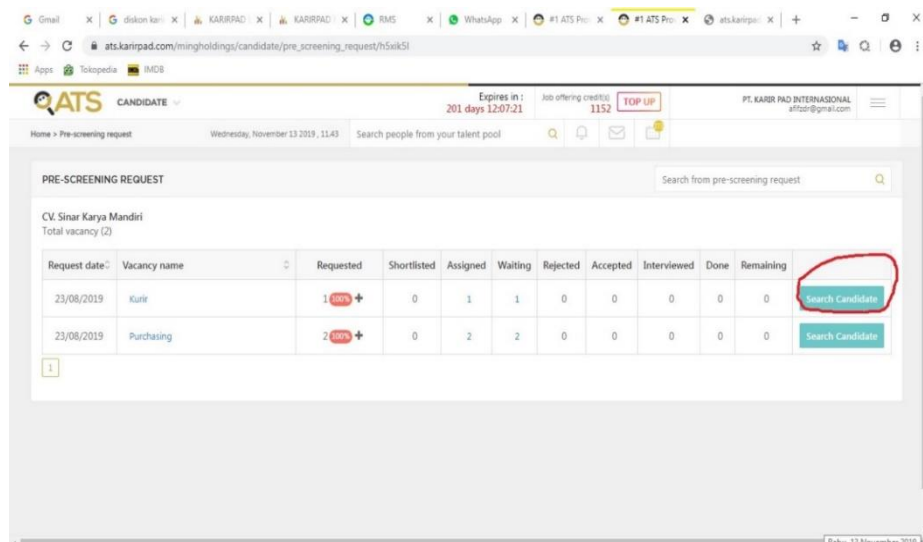 Gmail diskon kari KARIRPAD KARIRPAD RMS WhatsApp #1 ATS Pro #1 ATS Pro ats.karirpad
ats.karirpad.com/mingholdings/candidate/pre_screening_request/h5xik5l
Apps Tokopedia IMDB
ATS CANDIDATE
Expires in :
201 days 12:07:21
Job offering credit(s)
1152
TOP UP
PT. KARIR PAD INTERNASIONAL
afifzdr@gmail.com
Home > Pre-screening request Wednesday, November 13 2019 , 11.43 Search people from your talent pool
PRE-SCREENING REQUEST Search from pre-screening request
CV. Sinar Karya Mandiri
Total vacancy (2)
Request date Vacancy name Requested Shortlisted Assigned Waiting Rejected Accepted Interviewed Done Remaining
23/08/2019 Kurir 1 100% + 0 1 1 0 0 0 0 0 Search Candidate
23/08/2019 Purchasing 2 100% + 0 2 2 0 0 0 0 0 Search Candidate
1
Rabu, 13 November 2019